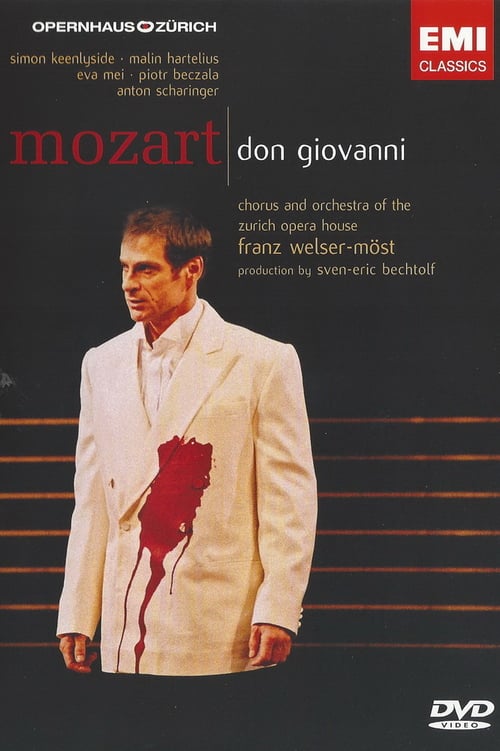 OPERNHAUS ZÜRICH
simon keenlyside · malin hartelius
eva mei · piotr beczala
anton scharinger
EMI
CLASSICS
mozart don giovanni
chorus and orchestra of the
zurich opera house
franz welser-möst
production by sven-eric bechtolf
DVD
VIDEO